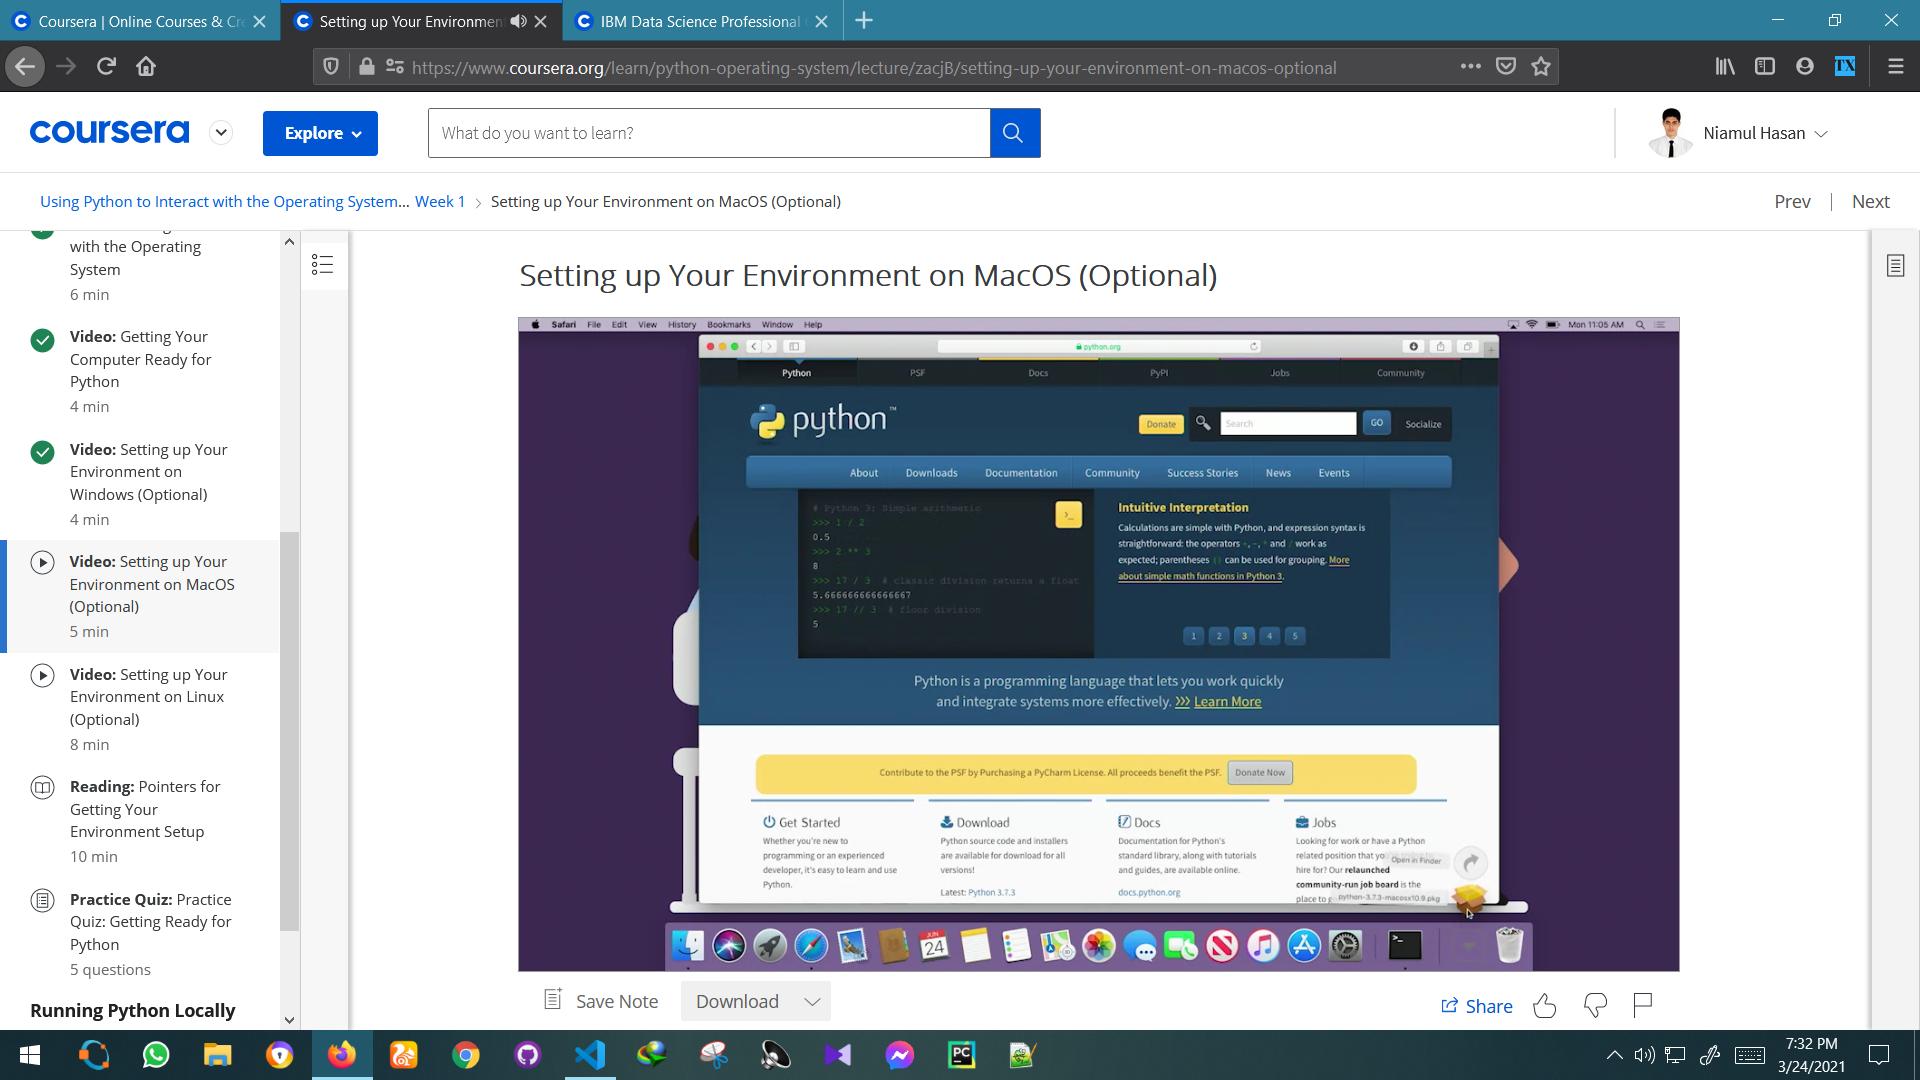 Coursera | Online Courses & Cre
Setting up Your Environmen
IBM Data Science Professional
https://www.coursera.org/learn/python-operating-system/lecture/zacjB/setting-up-your-environment-on-macos-optional
coursera
Explore
What do you want to learn?
Niamul Hasan
Using Python to Interact with the Operating System... Week 1 > Setting up Your Environment on MacOS (Optional)
Prev | Next
with the Operating
System
6 min
Video: Getting Your
Computer Ready for
Python
4 min
Video: Setting up Your
Environment on
Windows (Optional)
4 min
Video: Setting up Your
Environment on MacOS
(Optional)
5 min
Video: Setting up Your
Environment on Linux
(Optional)
8 min
Reading: Pointers for
Getting Your
Environment Setup
10 min
Practice Quiz: Practice
Quiz: Getting Ready for
Python
5 questions
Running Python Locally
Setting up Your Environment on MacOS (Optional)
Safari File Edit View History Bookmarks Window Help
Mon 11:05 AM
python.org
Python PSF Docs PyPI Jobs Community
python™
Donate
Search
GO
Socialize
About Downloads Documentation Community Success Stories News Events
# Python 3: Simple arithmetic
>>> 1 / 2
0.5
>>> 2 ** 3
8
>>> 17 / 3 # classic division returns a float
5.666666666666667
>>> 17 // 3 # floor division
5
>_
Intuitive Interpretation
Calculations are simple with Python, and expression syntax is
straightforward: the operators +, -, * and / work as
expected; parentheses () can be used for grouping. More
about simple math functions in Python 3.
1 2 3 4 5
Python is a programming language that lets you work quickly
and integrate systems more effectively. >>> Learn More
Contribute to the PSF by Purchasing a PyCharm License. All proceeds benefit the PSF. Donate Now
Get Started
Whether you're new to
programming or an experienced
developer, it's easy to learn and use
Python.
Download
Python source code and installers
are available for download for all
versions!
Latest: Python 3.7.3
Docs
Documentation for Python's
standard library, along with tutorials
and guides, are available online.
docs.python.org
Jobs
Looking for work or have a Python
related position that
hire for? Our relaunched
community-run job board is the
place to
Open in Finder
python-3.7.3-macosx10.9.pkg
JUN
24
Save Note
Download
Share
TX
PC
7:32 PM
3/24/2021